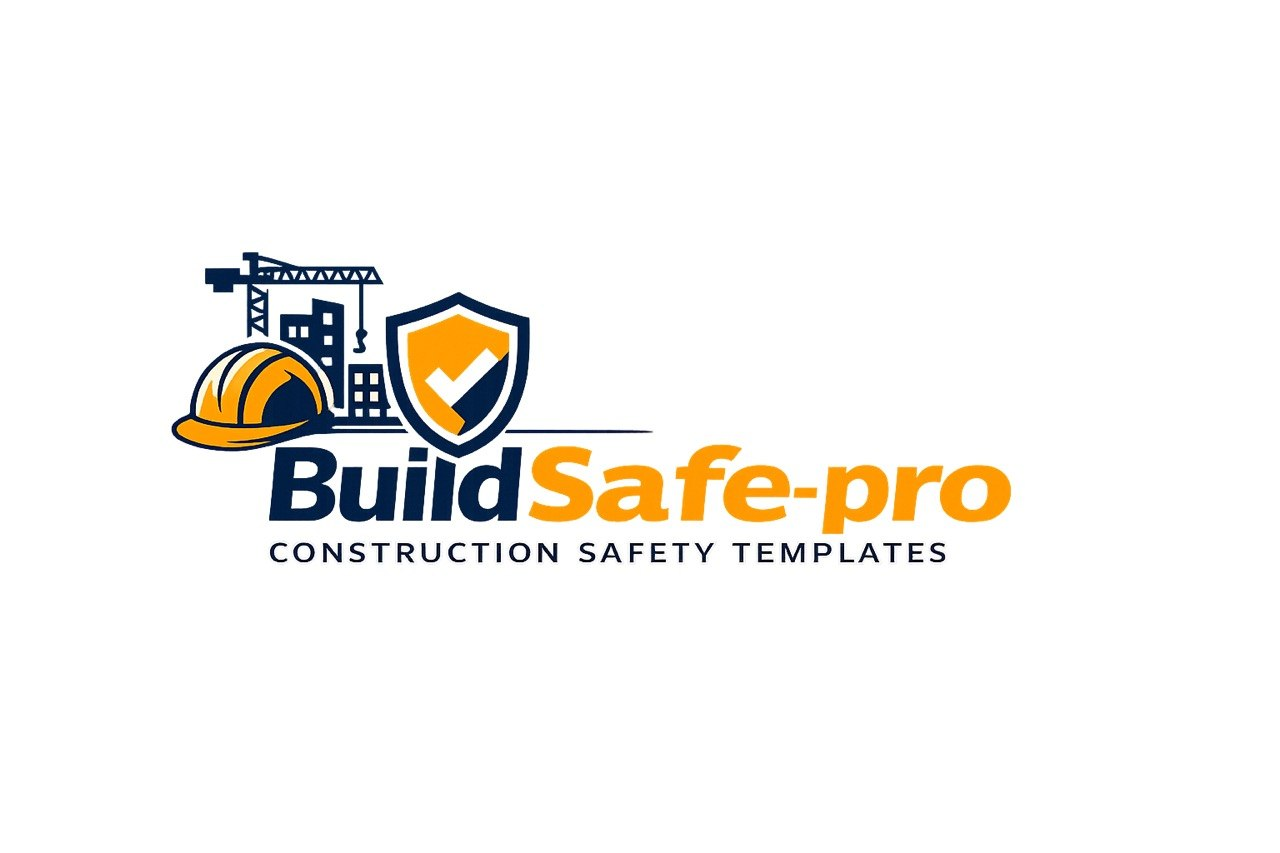 BuildSafe-pro
CONSTRUCTION SAFETY TEMPLATES